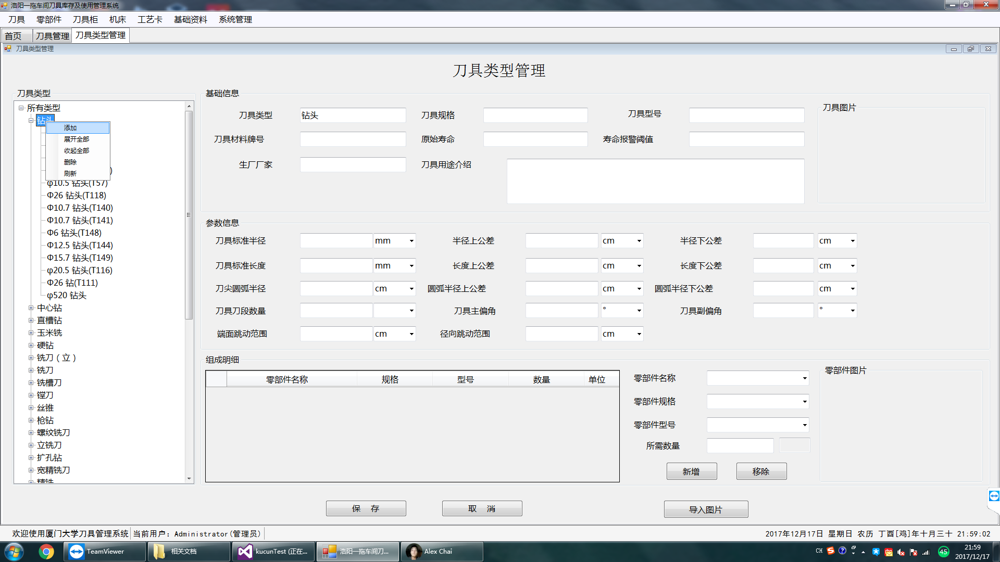 洛阳一拖车间刀具库存及使用管理系统
刀具 零部件 刀具柜 机床 工艺卡 基础资料 系统管理
首页 刀具管理 刀具类型管理
刀具类型管理
刀具类型管理
刀具类型
所有类型
钻头
添加
展开全部
收起全部
删除
刷新
)
φ10.5 钻头(T57)
Φ26 钻头(T118)
Φ10.7 钻头(T140)
Φ10.7 钻头(T141)
Φ6 钻头(T148)
Φ12.5 钻头(T144)
Φ15.7 钻头(T149)
φ20.5 钻头(T116)
Φ26 钻(T111)
φ520 钻头
中心钻
直槽钻
玉米铣
硬钻
铣刀（立）
铣刀
铣槽刀
镗刀
丝锥
枪钻
螺纹铣刀
立铣刀
扩孔钻
宽精铣刀
精铣
基础信息
刀具类型 钻头 刀具规格 刀具型号
刀具材料牌号 原始寿命 寿命报警阈值
生厂厂家 刀具用途介绍
刀具图片
参数信息
刀具标准半径 mm 半径上公差 cm 半径下公差 cm
刀具标准长度 mm 长度上公差 cm 长度下公差 cm
刀尖圆弧半径 cm 圆弧半径上公差 cm 圆弧半径下公差 cm
刀具刀段数量 刀具主偏角 ° 刀具副偏角 °
端面跳动范围 cm 径向跳动范围 cm
组成明细
零部件名称 规格 型号 数量 单位
零部件名称
零部件规格
零部件型号
所需数量
新增 移除
零部件图片
保 存 取 消 导入图片
欢迎使用厦门大学刀具管理系统 当前用户: Administrator(管理员)
2017年12月17日 星期日 农历 丁酉[鸡]年十月三十 21:59:02
TeamViewer 相关文档 kucunTest (正在... 洛阳一拖车间刀... Alex Chai
CH 45 21:59
2017/12/17